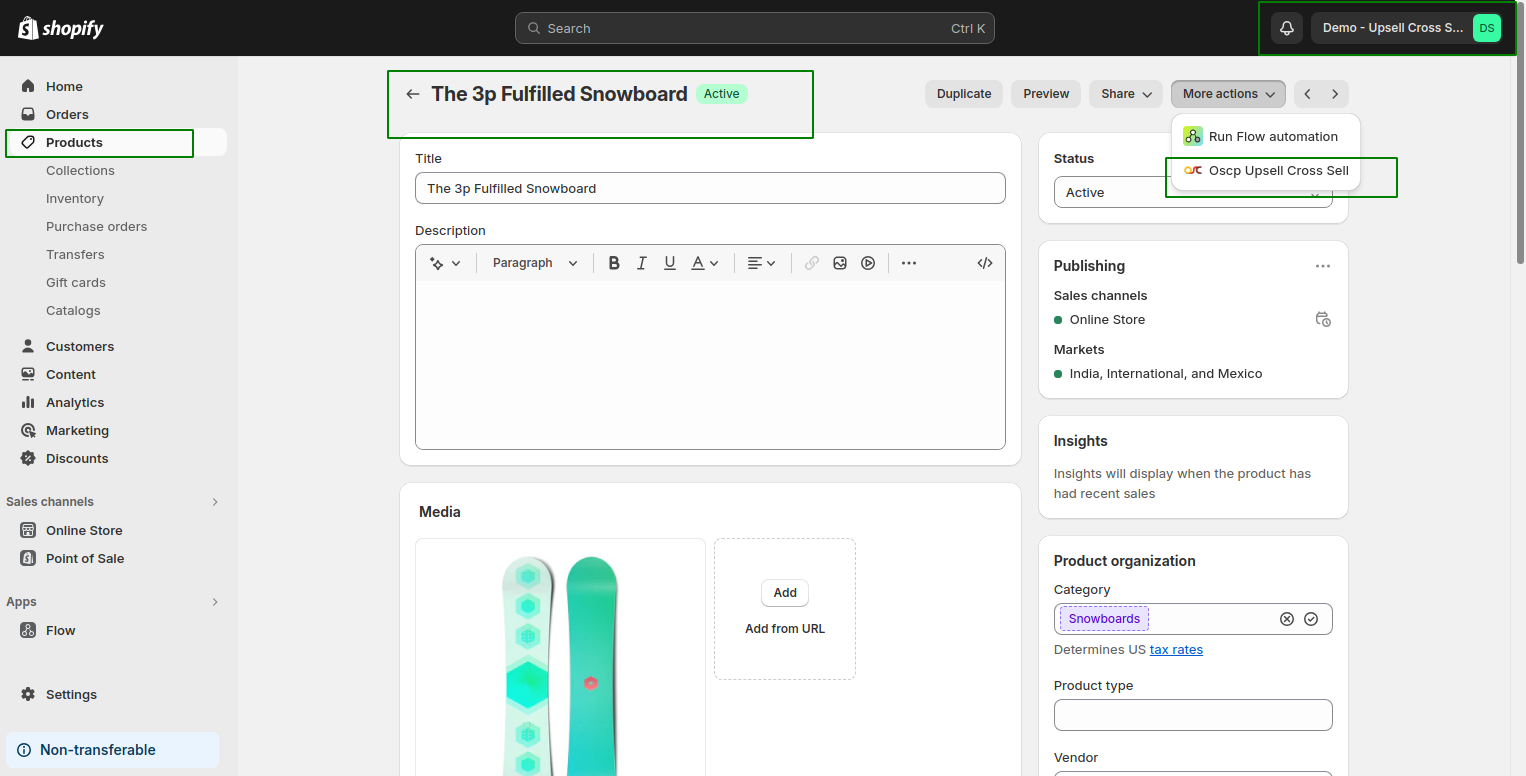 shopify
Search
Ctrl K
Demo - Upsell Cross S...
DS
Home
Orders
Products
Collections
Inventory
Purchase orders
Transfers
Gift cards
Catalogs
Customers
Content
Analytics
Marketing
Discounts
Sales channels
Online Store
Point of Sale
Apps
Flow
Settings
Non-transferable
The 3p Fulfilled Snowboard
Active
Duplicate
Preview
Share
More actions
Run Flow automation
Oscp Upsell Cross Sell
Title
The 3p Fulfilled Snowboard
Description
Paragraph
B I U A
Media
Add
Add from URL
Status
Active
Publishing
Sales channels
Online Store
Markets
India, International, and Mexico
Insights
Insights will display when the product has
had recent sales
Product organization
Category
Snowboards
Determines US tax rates
Product type
Vendor